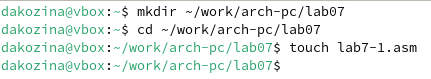 dakozina@vbox:~$ mkdir ~/work/arch-pc/lab07
dakozina@vbox:~$ cd ~/work/arch-pc/lab07
dakozina@vbox:~/work/arch-pc/lab07$ touch lab7-1.asm
dakozina@vbox:~/work/arch-pc/lab07$